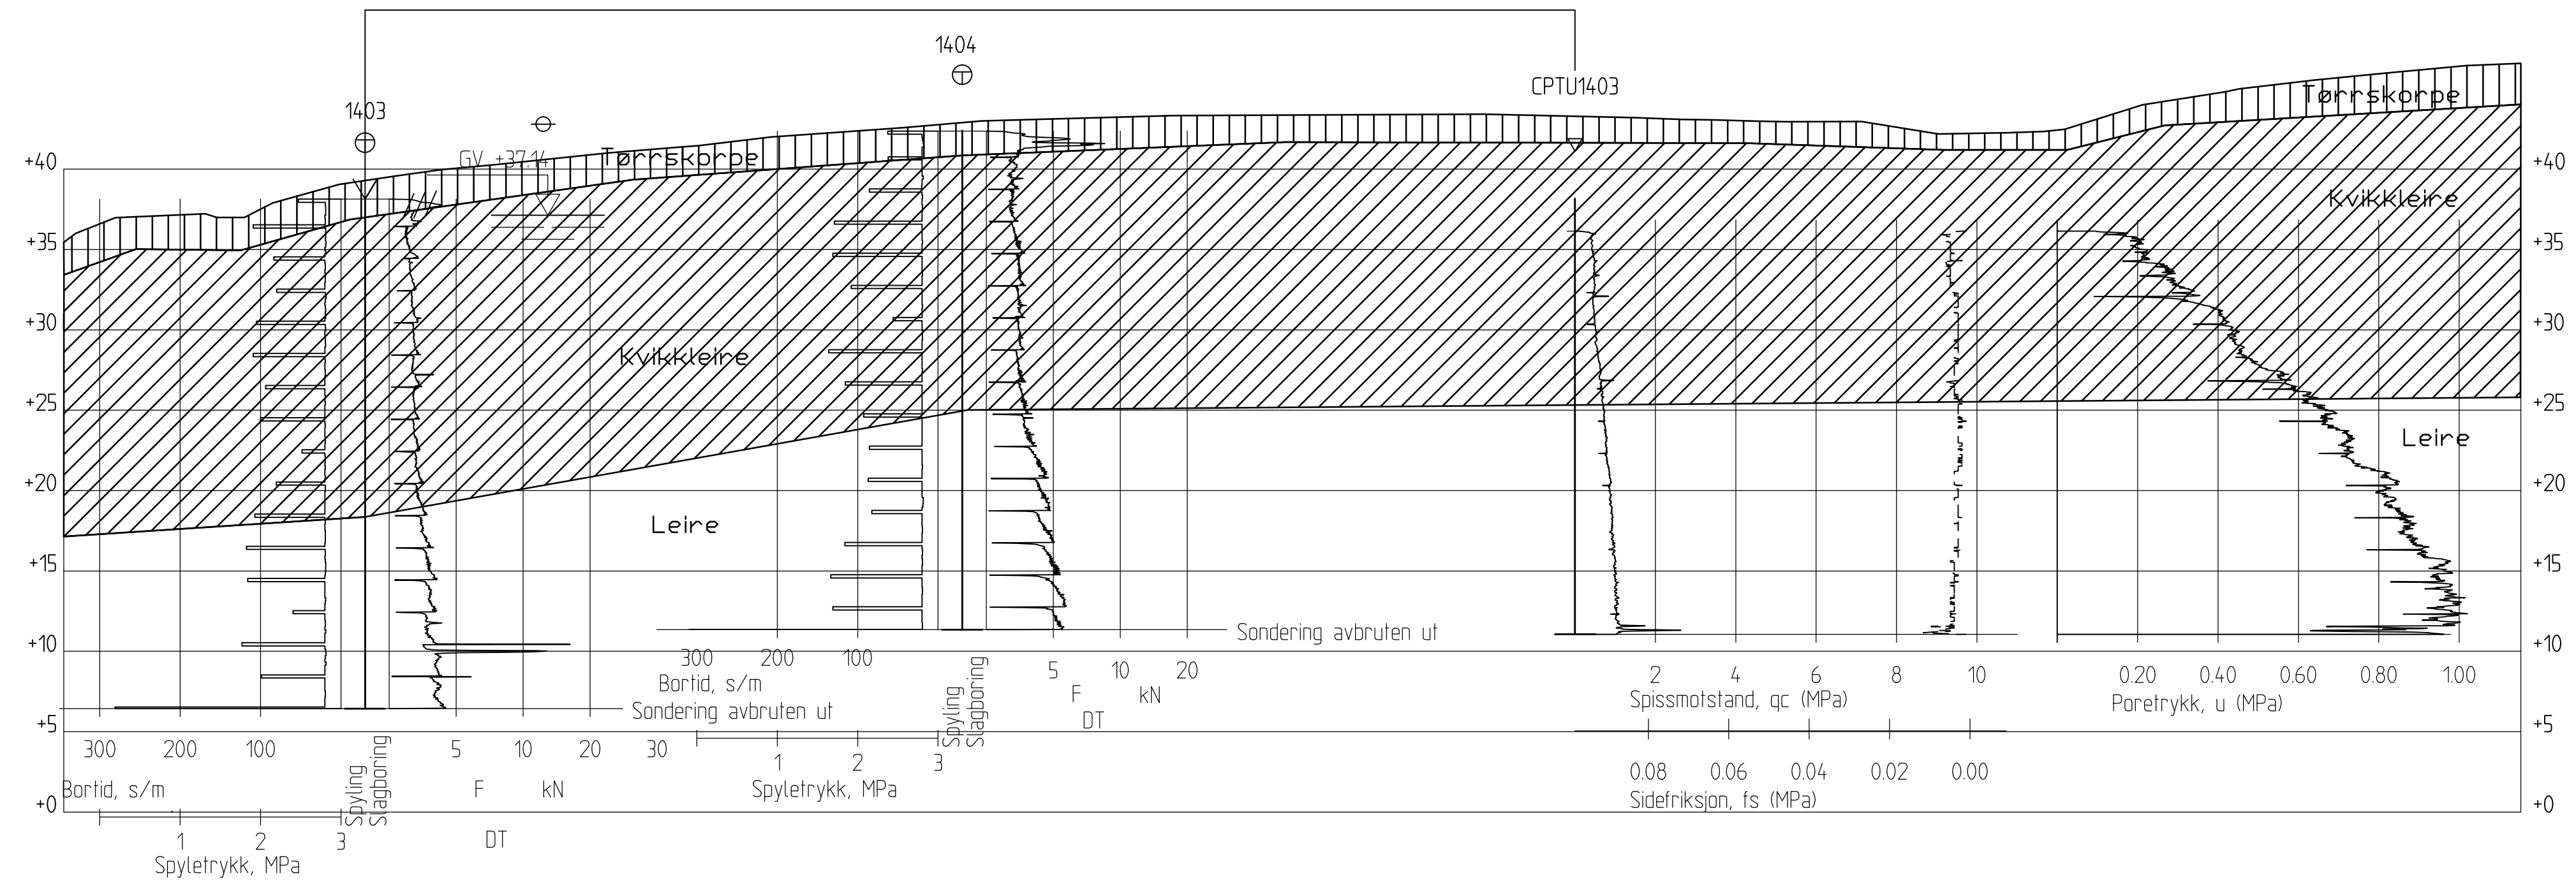 1404
CPTU1403
1403
Tørrskorpe
GV +37.14
Tørrskorpe
+40
+40
Kvikkleire
+35
+35
+30
+30
Kvikkleire
+25
+25
Leire
+20
+20
Leire
+15
+15
Sondering avbruten ut
+10
+10
300 200 100
5 10 20
2 4 6 8 10
0.20 0.40 0.60 0.80 1.00
Bortid, s/m
F kN
Spissmotstand, qc (MPa)
Poretrykk, u (MPa)
Sondering avbruten ut
Spyling
Slagboring
DT
+5
+5
300 200 100
5 10 20 30
1 2 3
0.08 0.06 0.04 0.02 0.00
Bortid, s/m
Spyling
Slagboring
F kN
Spyletrykk, MPa
Sidefriksjon, fs (MPa)
+0
+0
1 2 3
DT
Spyletrykk, MPa